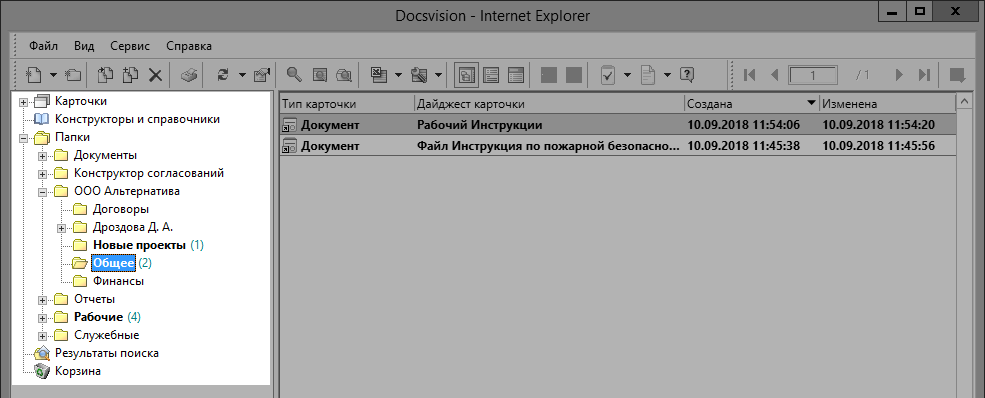 Docsvision - Internet Explorer
Файл Вид Сервис Справка
1 / 1
Карточки
Конструкторы и справочники
Папки
Документы
Конструктор согласований
ООО Альтернатива
Договоры
Дроздова Д. А.
Новые проекты (1)
Общее (2)
Финансы
Отчеты
Рабочие (4)
Служебные
Результаты поиска
Корзина
Тип карточки Дайджест карточки Создана Изменена
Документ Рабочий Инструкции 10.09.2018 11:54:06 10.09.2018 11:54:20
Документ Файл Инструкция по пожарной безопасно... 10.09.2018 11:45:38 10.09.2018 11:45:56